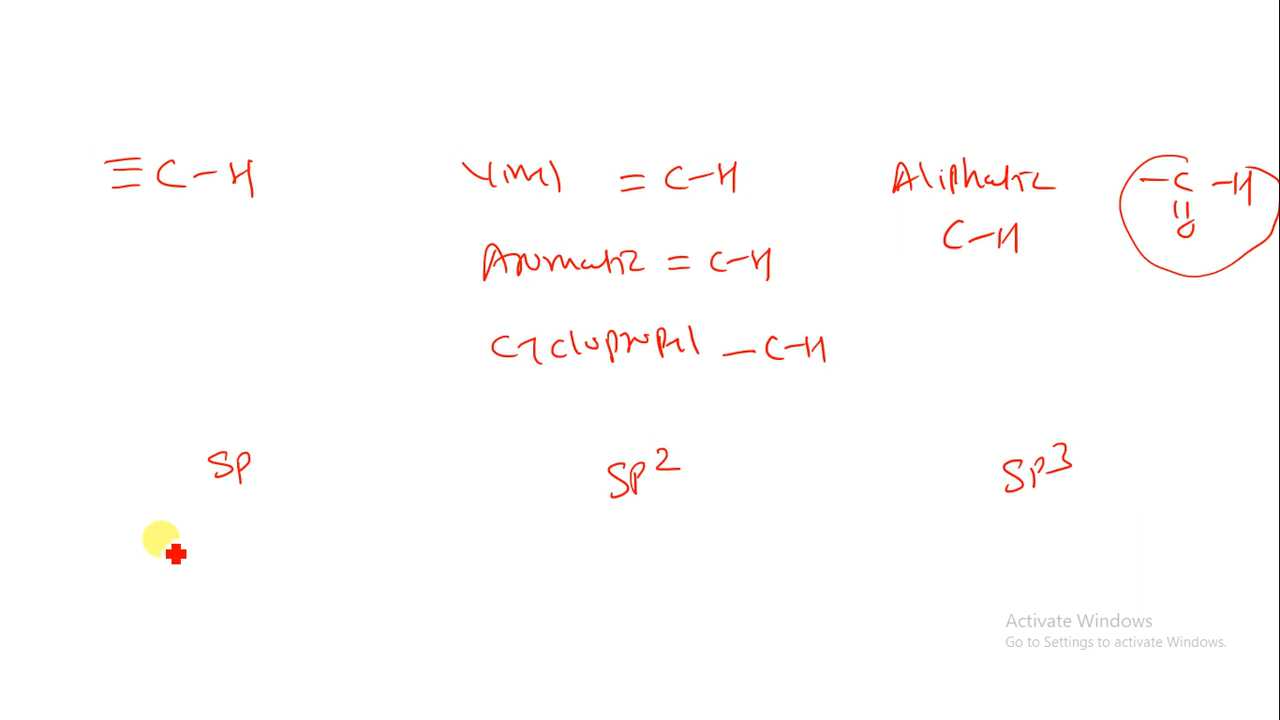 ≡C-H
Vinyl =C-H
Aliphatic
C-H
-C-H
||
O
Aromatic =C-H
Cyclopropyl -C-H
SP
SP²
SP³
Activate Windows
Go to Settings to activate Windows.